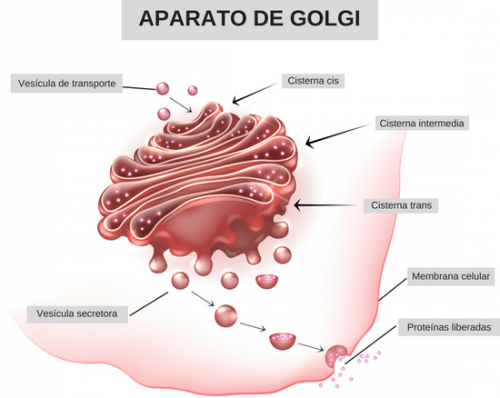 APARATO DE GOLGI
Vesícula de transporte
Cisterna cis
Cisterna intermedia
Cisterna trans
Membrana celular
Vesícula secretora
Proteínas liberadas